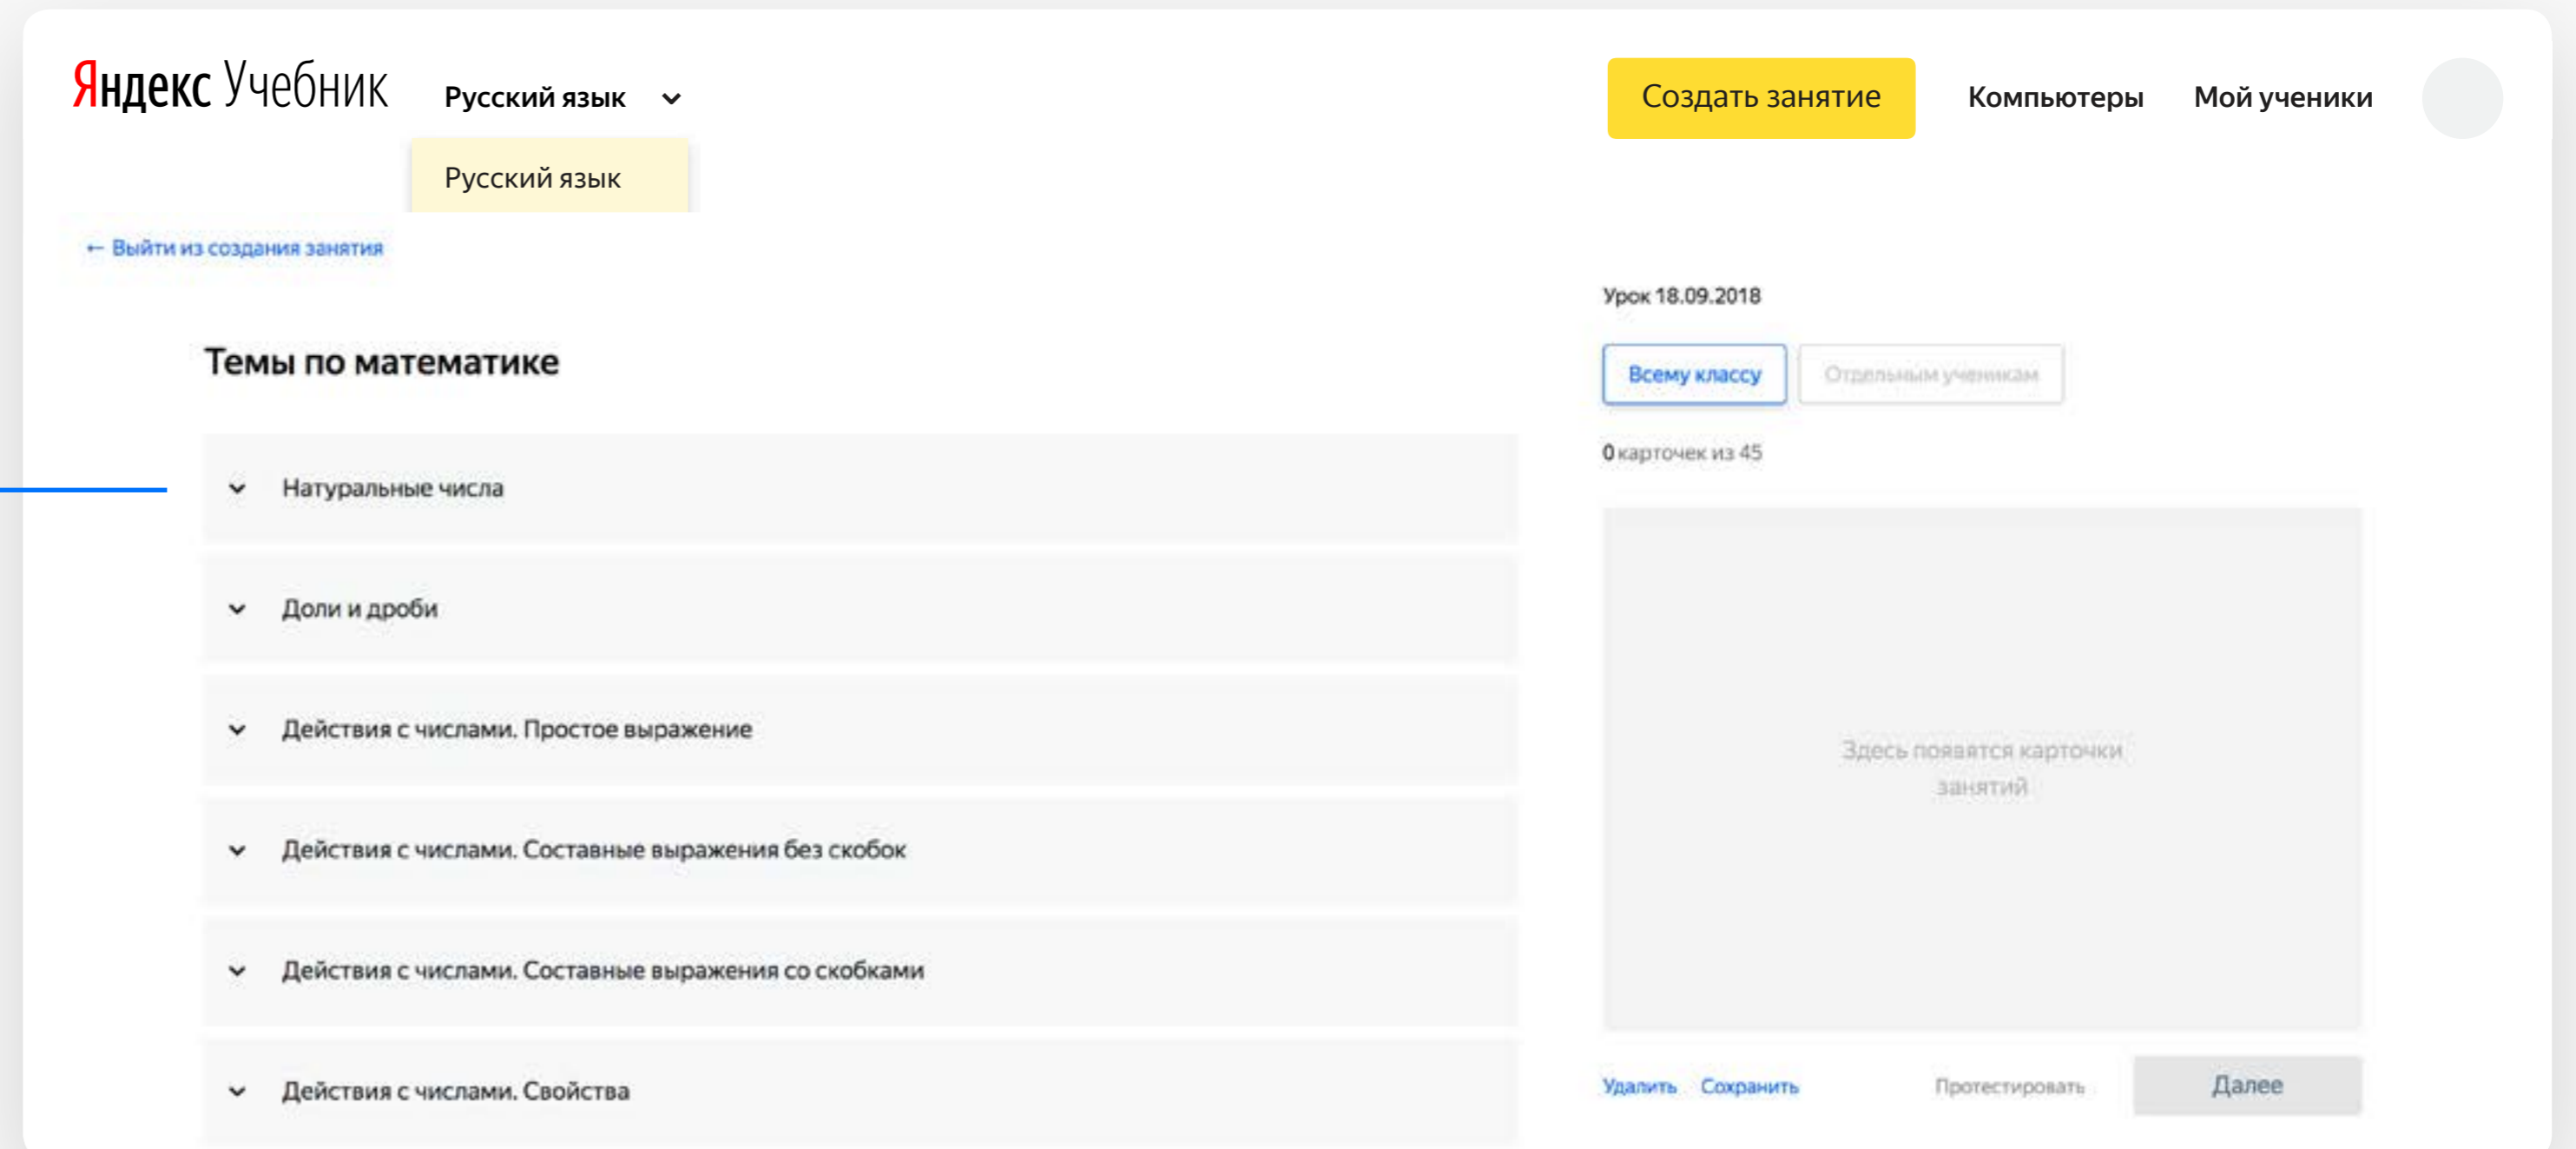 Яндекс Учебник
Русский язык
Создать занятие
Компьютеры
Мой ученики
Русский язык
← Выйти из создания занятия
Темы по математике
Натуральные числа
Доли и дроби
Действия с числами. Простое выражение
Действия с числами. Составные выражения без скобок
Действия с числами. Составные выражения со скобками
Действия с числами. Свойства
Урок 18.09.2018
Всему классу
Отдельным ученикам
0 карточек из 45
Здесь появятся карточки
занятий
Удалить
Сохранить
Протестировать
Далее